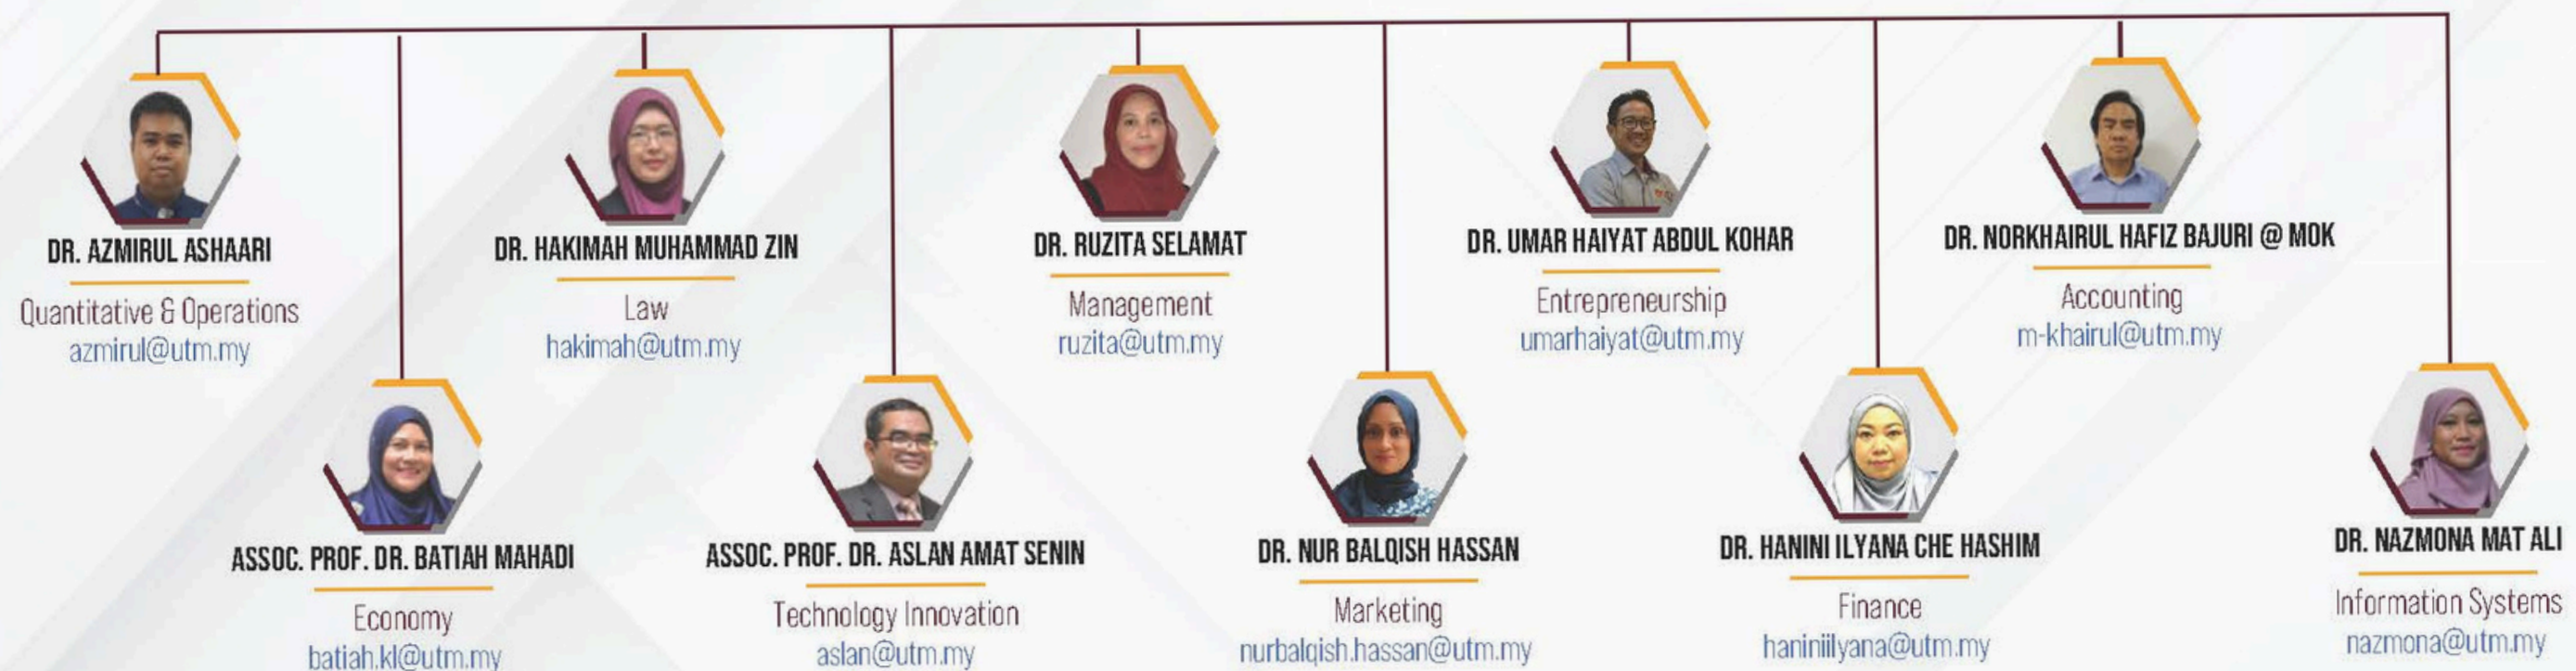 DR. AZMIRUL ASHAARI
Quantitative & Operations
azmirul@utm.my
DR. HAKIMAH MUHAMMAD ZIN
Law
hakimah@utm.my
DR. RUZITA SELAMAT
Management
ruzita@utm.my
DR. UMAR HAIYAT ABDUL KOHAR
Entrepreneurship
umarhaiyat@utm.my
DR. NORKHAIRUL HAFIZ BAJURI @ MOK
Accounting
m-khairul@utm.my
ASSOC. PROF. DR. BATIAH MAHADI
Economy
batiah.kl@utm.my
ASSOC. PROF. DR. ASLAN AMAT SENIN
Technology Innovation
aslan@utm.my
DR. NUR BALQISH HASSAN
Marketing
nurbalqish.hassan@utm.my
DR. HANINI ILYANA CHE HASHIM
Finance
haniniilyana@utm.my
DR. NAZMONA MAT ALI
Information Systems
nazmona@utm.my